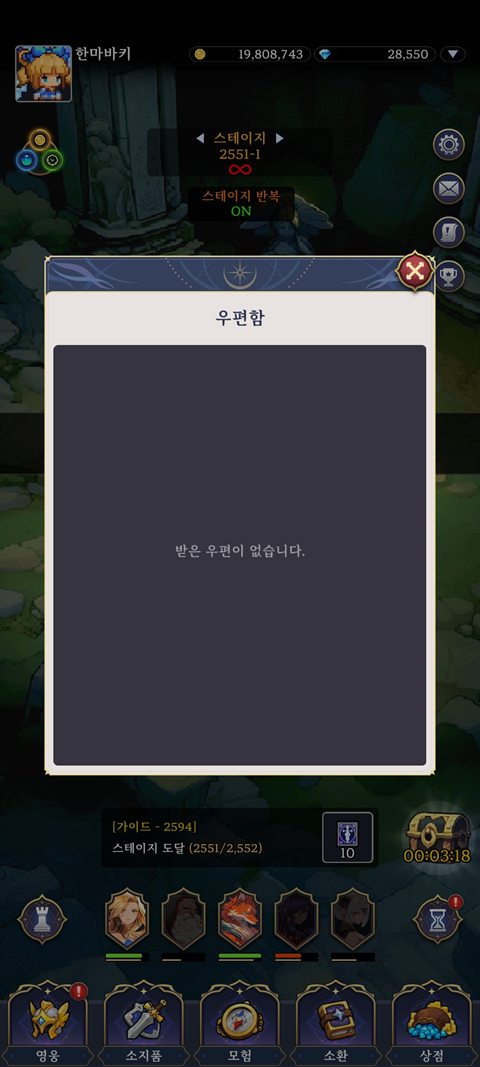 한마바키
19,808,743
28,550
스테이지
2551-1
스테이지 반복
ON
우편함
받은 우편이 없습니다.
[가이드 - 2594]
스테이지 도달 (2551/2,552)
10
00:03:18
영웅
소지품
모험
소환
상점